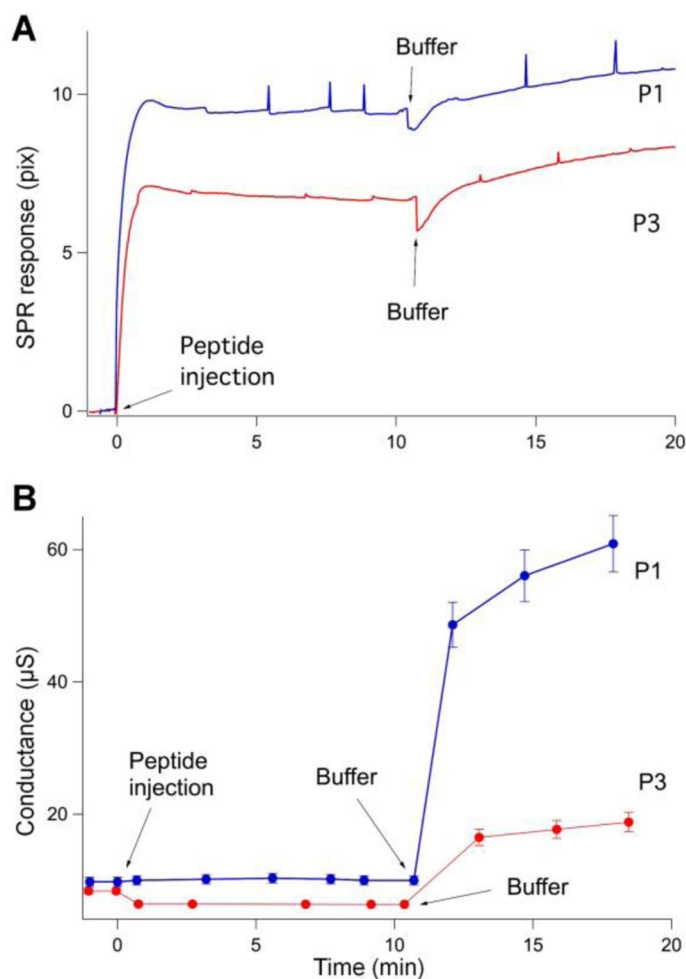 A
SPR response (pix)
10
5
0
Buffer
P1
P3
Buffer
Peptide
injection
0
5
10
15
20
B
Conductance (µS)
60
40
20
P1
Peptide
injection
Buffer
P3
Buffer
0
5
10
15
20
Time (min)